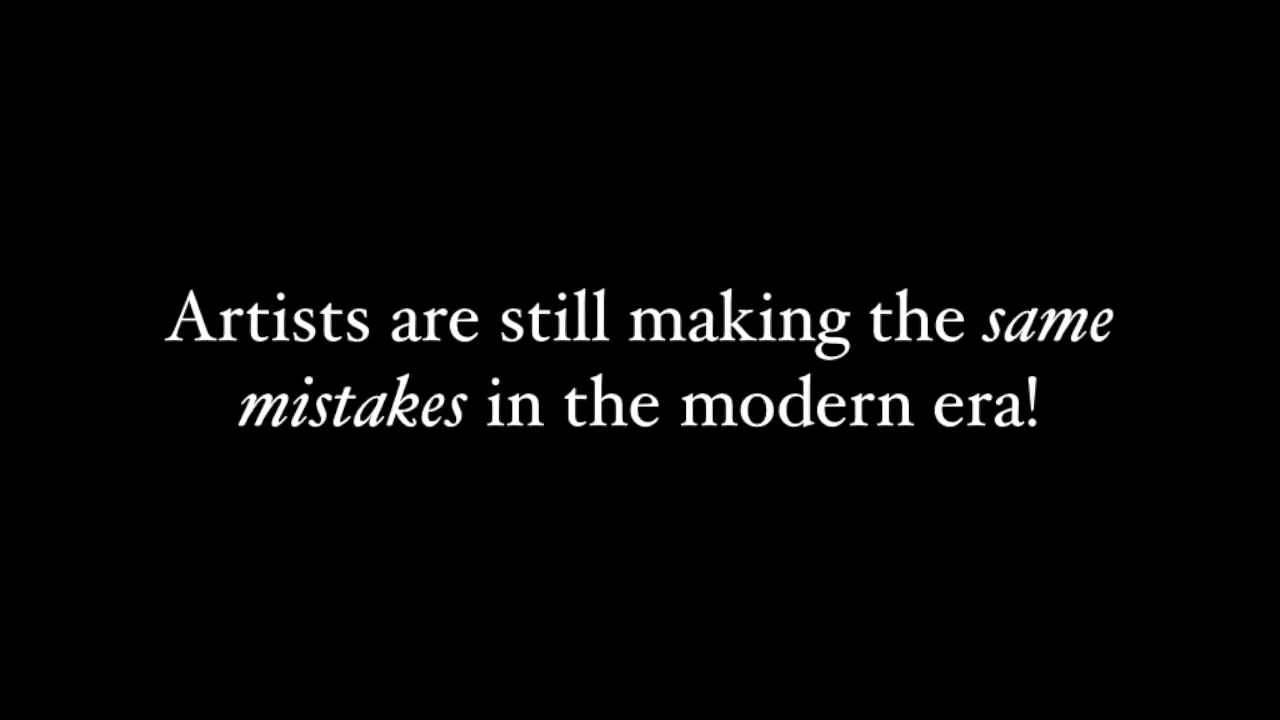 Artists are still making the same
mistakes in the modern era!